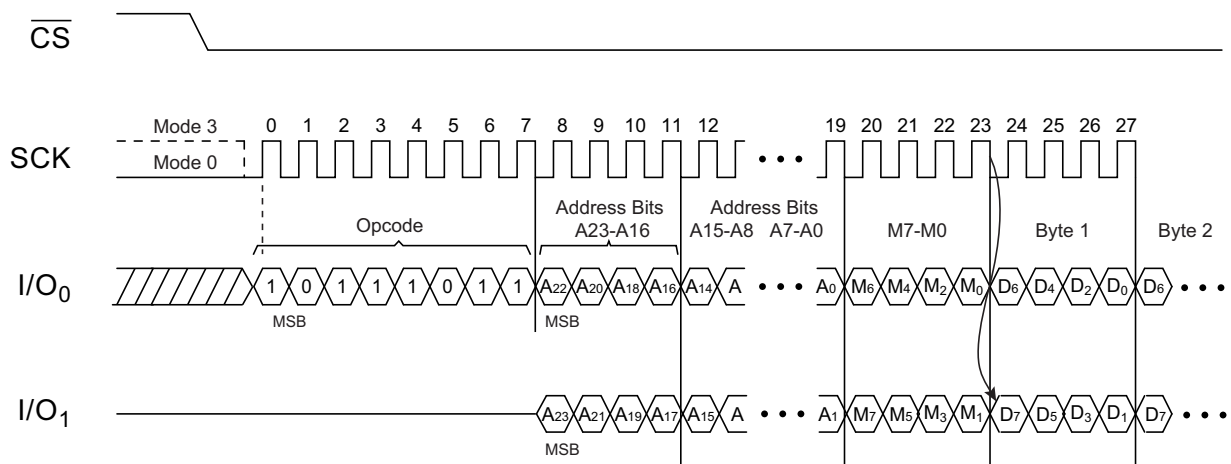 CS
Mode 3
Mode 0
SCK
0 1 2 3 4 5 6 7 8 9 10 11 12 19 20 21 22 23 24 25 26 27
Opcode
Address Bits
A23-A16
Address Bits
A15-A8 A7-A0
M7-M0
Byte 1
Byte 2
I/O0
1 0 1 1 1 0 1 1 A22 A20 A18 A16 A14 A • • • A0 M6 M4 M2 M0 D6 D4 D2 D0 D6 • • •
MSB MSB
I/O1
A23 A21 A19 A17 A15 A • • • A1 M7 M5 M3 M1 D7 D5 D3 D1 D7 • • •
MSB